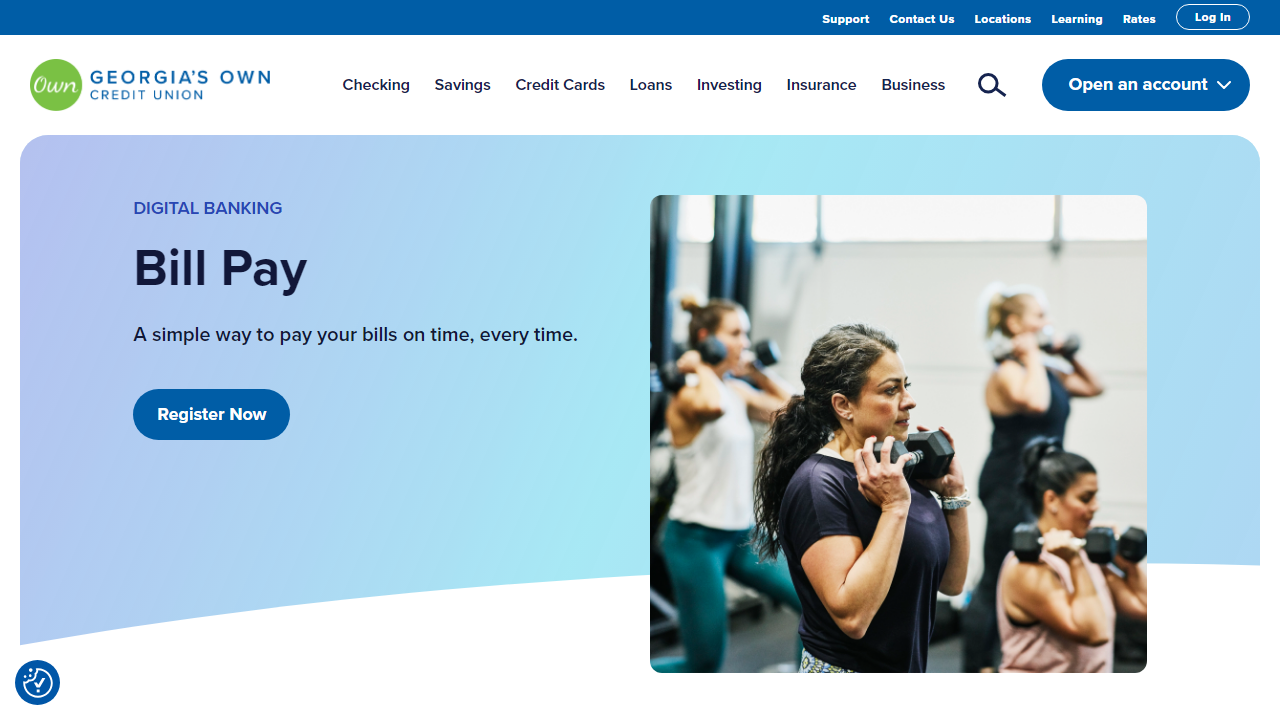 Support Contact Us Locations Learning Rates Log In
Own GEORGIA'S OWN
CREDIT UNION
Checking Savings Credit Cards Loans Investing Insurance Business Open an account
DIGITAL BANKING
Bill Pay
A simple way to pay your bills on time, every time.
Register Now